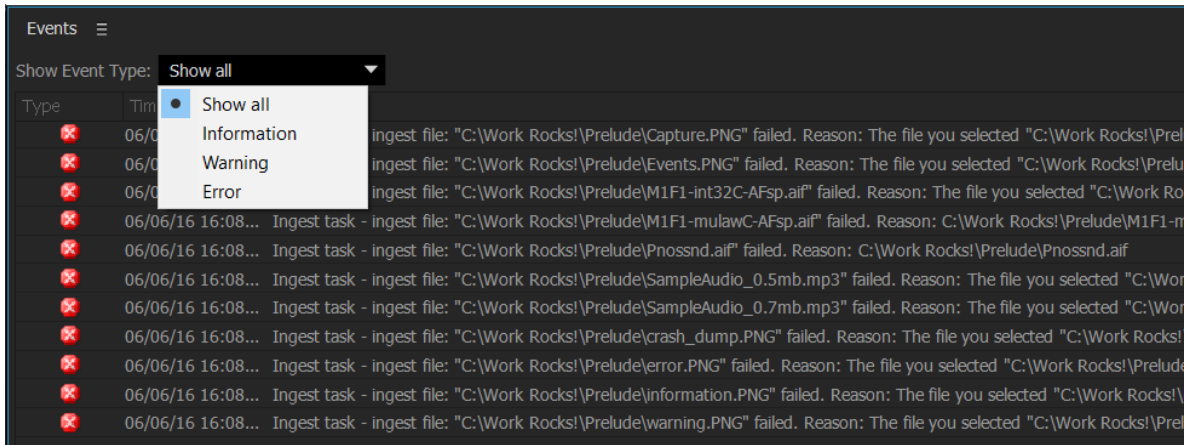 Events
Show Event Type: Show all
Type Tim
Show all
Information
Warning
Error
06/0 ingest file: "C:\Work Rocks!\Prelude\Capture.PNG" failed. Reason: The file you selected "C:\Work Rocks!\Prel
06/0 ingest file: "C:\Work Rocks!\Prelude\Events.PNG" failed. Reason: The file you selected "C:\Work Rocks!\Prelu
06/0 ingest file: "C:\Work Rocks!\Prelude\M1F1-int32C-AFsp.aif" failed. Reason: The file you selected "C:\Work Ro
06/06/16 16:08... Ingest task - ingest file: "C:\Work Rocks!\Prelude\M1F1-mulawC-AFsp.aif" failed. Reason: C:\Work Rocks!\Prelude\M1F1-m
06/06/16 16:08... Ingest task - ingest file: "C:\Work Rocks!\Prelude\Pnossnd.aif" failed. Reason: C:\Work Rocks!\Prelude\Pnossnd.aif
06/06/16 16:08... Ingest task - ingest file: "C:\Work Rocks!\Prelude\SampleAudio_0.5mb.mp3" failed. Reason: The file you selected "C:\Wor
06/06/16 16:08... Ingest task - ingest file: "C:\Work Rocks!\Prelude\SampleAudio_0.7mb.mp3" failed. Reason: The file you selected "C:\Wor
06/06/16 16:08... Ingest task - ingest file: "C:\Work Rocks!\Prelude\crash_dump.PNG" failed. Reason: The file you selected "C:\Work Rocks!
06/06/16 16:08... Ingest task - ingest file: "C:\Work Rocks!\Prelude\error.PNG" failed. Reason: The file you selected "C:\Work Rocks!\Prelude
06/06/16 16:08... Ingest task - ingest file: "C:\Work Rocks!\Prelude\information.PNG" failed. Reason: The file you selected "C:\Work Rocks!\
06/06/16 16:08... Ingest task - ingest file: "C:\Work Rocks!\Prelude\warning.PNG" failed. Reason: The file you selected "C:\Work Rocks!\Prel